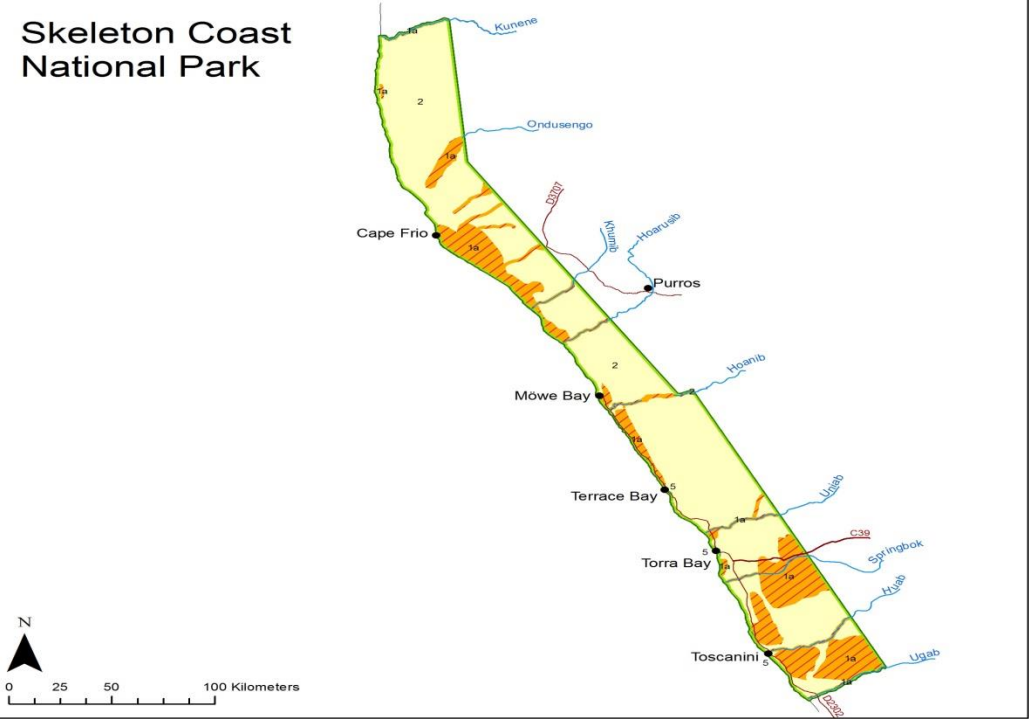 Skeleton Coast
National Park
1a
Kunene
1a
2
Ondusengo
1a
D3707
Khumib
Hoarusib
Cape Frio
1a
Purros
2
Hoanib
Möwe Bay
2
1a
Terrace Bay
5
Uniab
1a
C39
5
Torra Bay
1a
Springbok
1a
Huab
Toscanini
5
1a
Ugab
1a
D2302
N
0 25 50 100 Kilometers